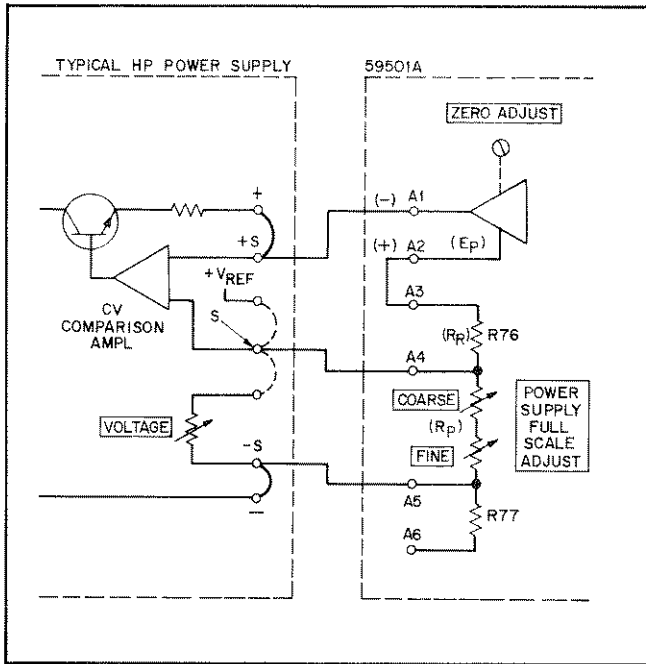 TYPICAL HP POWER SUPPLY
59501A
ZERO ADJUST
+
(-) A1
+S
(+) A2
(EP)
+VREF
A3
CV
COMPARISON
AMPL
S
(RR)
R76
A4
COARSE
POWER
SUPPLY
FULL
SCALE
ADJUST
VOLTAGE
(RP)
FINE
-S
A5
R77
–
A6